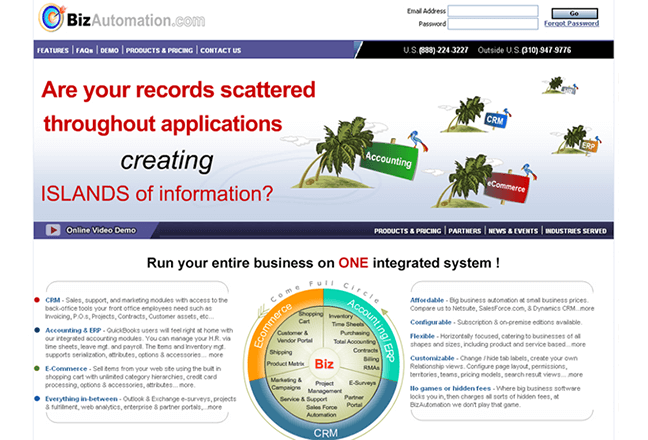 BizAutomation.com
Email Address
Password
Go
Forgot Password
FEATURES | FAQs | DEMO | PRODUCTS & PRICING | CONTACT US
U.S. (888)-224-3227 Outside U.S. (310)-947-9776
Are your records scattered
throughout applications
creating
ISLANDS of information?
Accounting
CRM
eCommerce
ERP
Online Video Demo
PRODUCTS & PRICING | PARTNERS | NEWS & EVENTS | INDUSTRIES SERVED
Run your entire business on ONE integrated system !
CRM - Sales, support, and marketing modules with access to the
back-office tools your front office employees need such as
Invoicing, P.O.s, Projects, Contracts, Customer assets, etc...
Accounting & ERP - QuickBooks users will feel right at home with
our integrated accounting modules. You can manage your H.R. via
time sheets, leave mgt. and payroll. The Items and Inventory mgt.
supports serialization, attributes, options & accessories... more
E-Commerce - Sell items from your web site using the built in
shopping cart with unlimited category hierarchies, credit card
processing, options & accessories, attributes... more
Everything in-between - Outlook & Exchange, e-surveys, projects
& fulfillment, web analytics, enterprise & partner portals,...more
Come Full Circle
Ecommerce
Accounting/ERP
CRM
Biz
Shopping
Cart
Customer &
Vendor Portal
Shipping
Product Matrix
Inventory
Time Sheets
Purchasing
Total Accounting
Contracts
Billing
RMAs
Marketing &
Campaigns
Service & Support
Project
Management
Sales Force
Automation
E-Surveys
Partner
Portal
Affordable - Big business automation at small business prices.
Compare us to Netsuite, SalesForce.com, & Dynamics CRM...more
Configurable - Subscription & on-premise editions available.
Flexible - Horizontally focused, catering to businesses of all
shapes and sizes, including product and service based... more
Customizable - Change / hide tab labels, create your own
Relationship views. Configure page layout, permissions,
territories, teams, pricing models, search result views... more
No games or hidden fees - Where big business software
locks you in, then charges all sorts of hidden fees, at
BizAutomation we don't play that game.